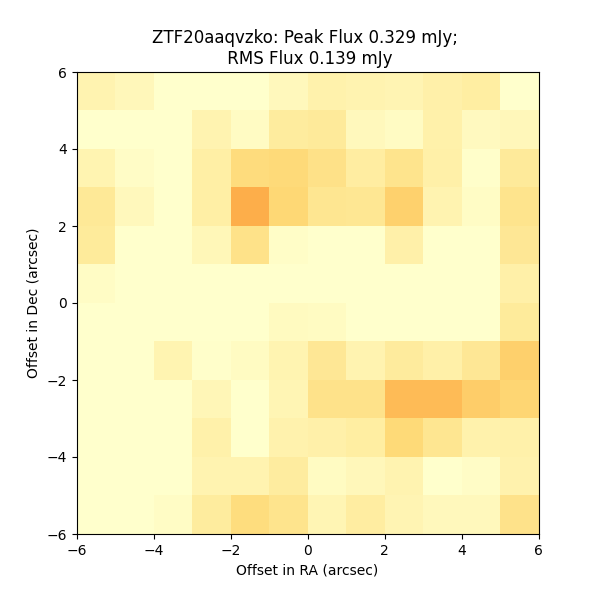 ZTF20aaqvzko: Peak Flux 0.329 mJy;
RMS Flux 0.139 mJy
6
4
2
0
−2
−4
−6
Offset in Dec (arcsec)
−6 −4 −2 0 2 4 6
Offset in RA (arcsec)